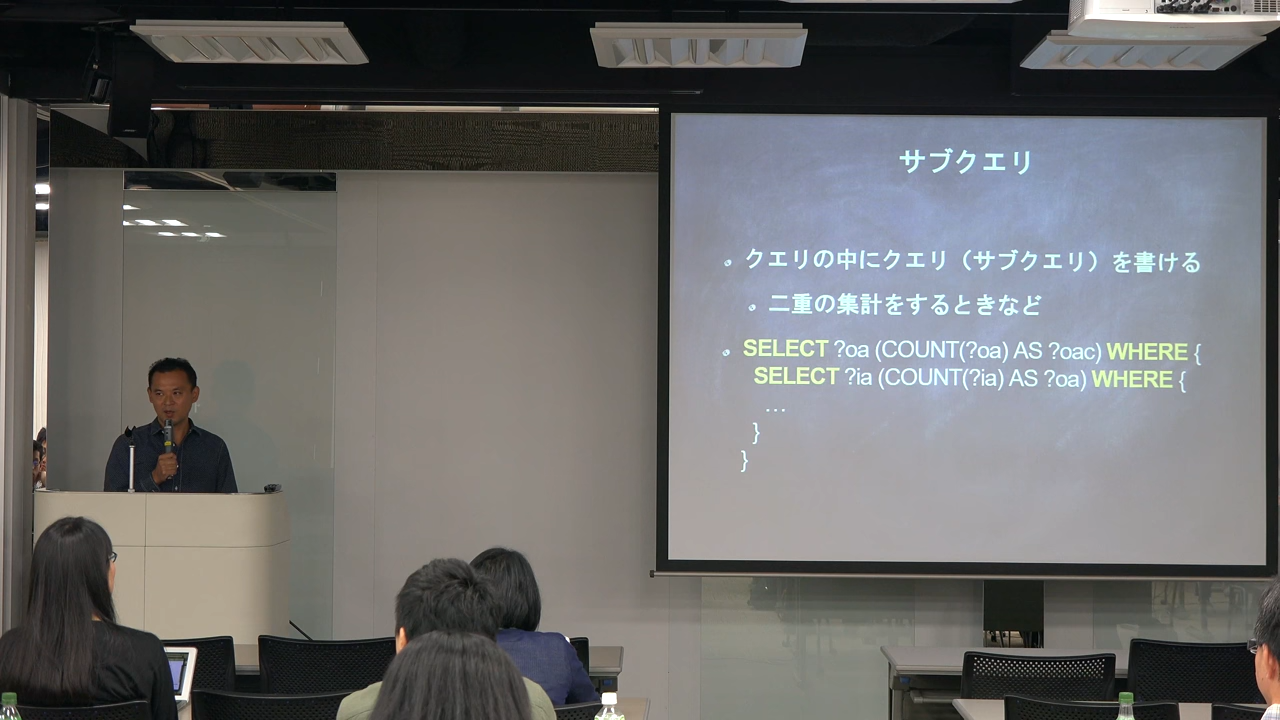 サブクエリ
クエリの中にクエリ（サブクエリ）を書ける
二重の集計をするときなど
SELECT ?oa (COUNT(?oa) AS ?oac) WHERE {
SELECT ?ia (COUNT(?ia) AS ?oa) WHERE {
…
}
}